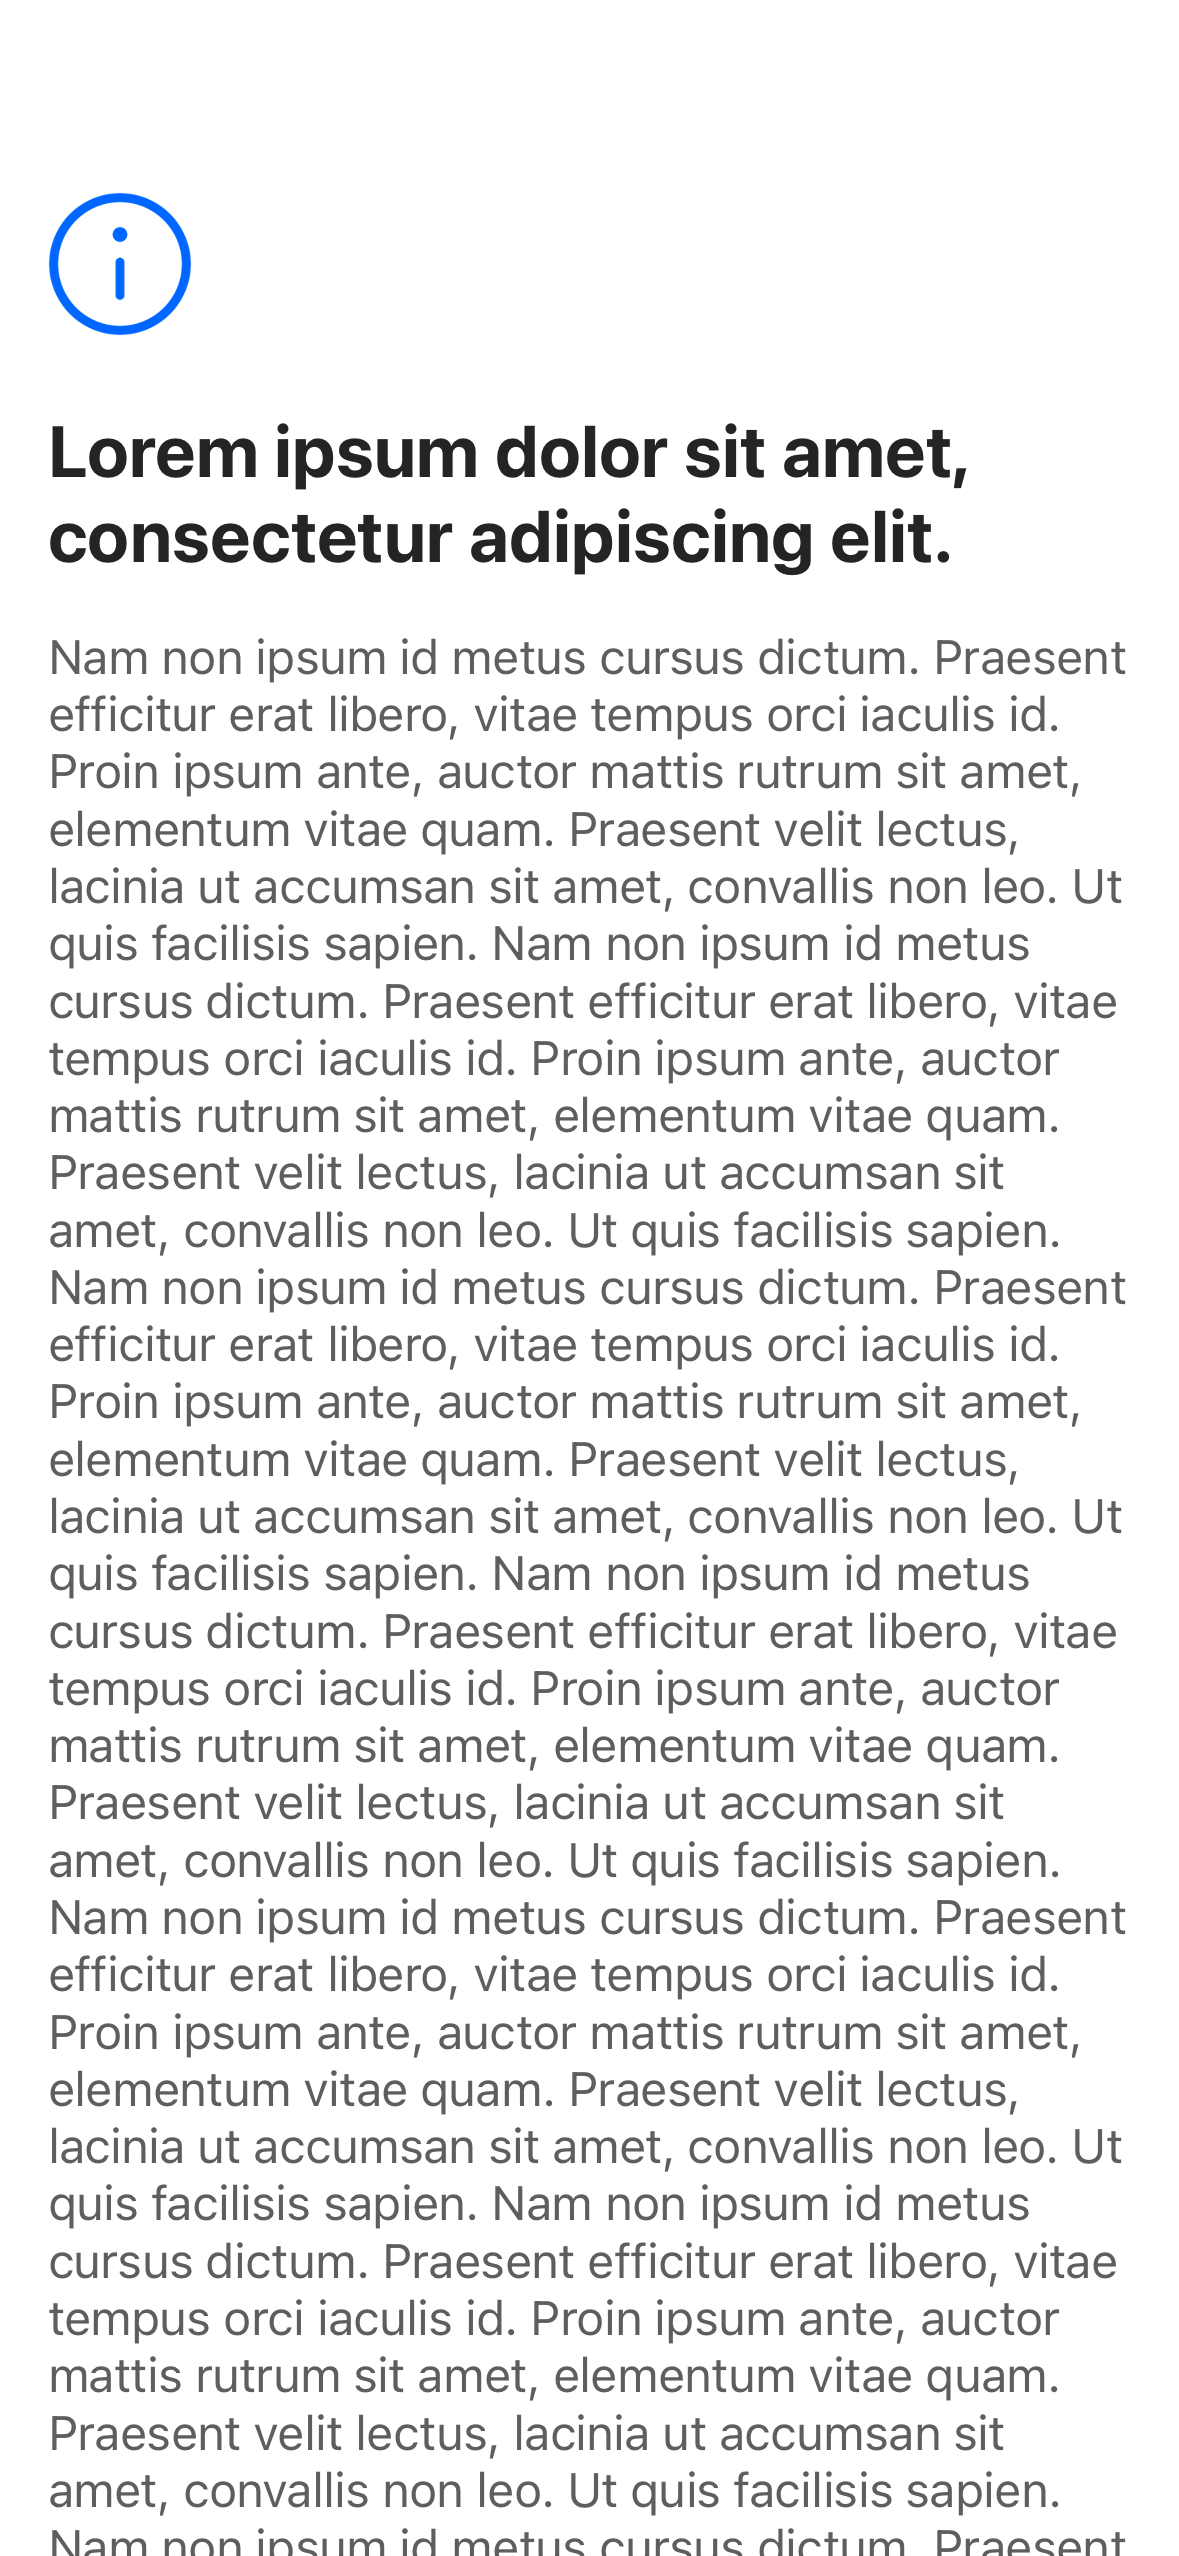 Lorem ipsum dolor sit amet,
consectetur adipiscing elit.
Nam non ipsum id metus cursus dictum. Praesent
efficitur erat libero, vitae tempus orci iaculis id.
Proin ipsum ante, auctor mattis rutrum sit amet,
elementum vitae quam. Praesent velit lectus,
lacinia ut accumsan sit amet, convallis non leo. Ut
quis facilisis sapien. Nam non ipsum id metus
cursus dictum. Praesent efficitur erat libero, vitae
tempus orci iaculis id. Proin ipsum ante, auctor
mattis rutrum sit amet, elementum vitae quam.
Praesent velit lectus, lacinia ut accumsan sit
amet, convallis non leo. Ut quis facilisis sapien.
Nam non ipsum id metus cursus dictum. Praesent
efficitur erat libero, vitae tempus orci iaculis id.
Proin ipsum ante, auctor mattis rutrum sit amet,
elementum vitae quam. Praesent velit lectus,
lacinia ut accumsan sit amet, convallis non leo. Ut
quis facilisis sapien. Nam non ipsum id metus
cursus dictum. Praesent efficitur erat libero, vitae
tempus orci iaculis id. Proin ipsum ante, auctor
mattis rutrum sit amet, elementum vitae quam.
Praesent velit lectus, lacinia ut accumsan sit
amet, convallis non leo. Ut quis facilisis sapien.
Nam non ipsum id metus cursus dictum. Praesent
efficitur erat libero, vitae tempus orci iaculis id.
Proin ipsum ante, auctor mattis rutrum sit amet,
elementum vitae quam. Praesent velit lectus,
lacinia ut accumsan sit amet, convallis non leo. Ut
quis facilisis sapien. Nam non ipsum id metus
cursus dictum. Praesent efficitur erat libero, vitae
tempus orci iaculis id. Proin ipsum ante, auctor
mattis rutrum sit amet, elementum vitae quam.
Praesent velit lectus, lacinia ut accumsan sit
amet, convallis non leo. Ut quis facilisis sapien.
Nam non ipsum id metus cursus dictum. Praesent